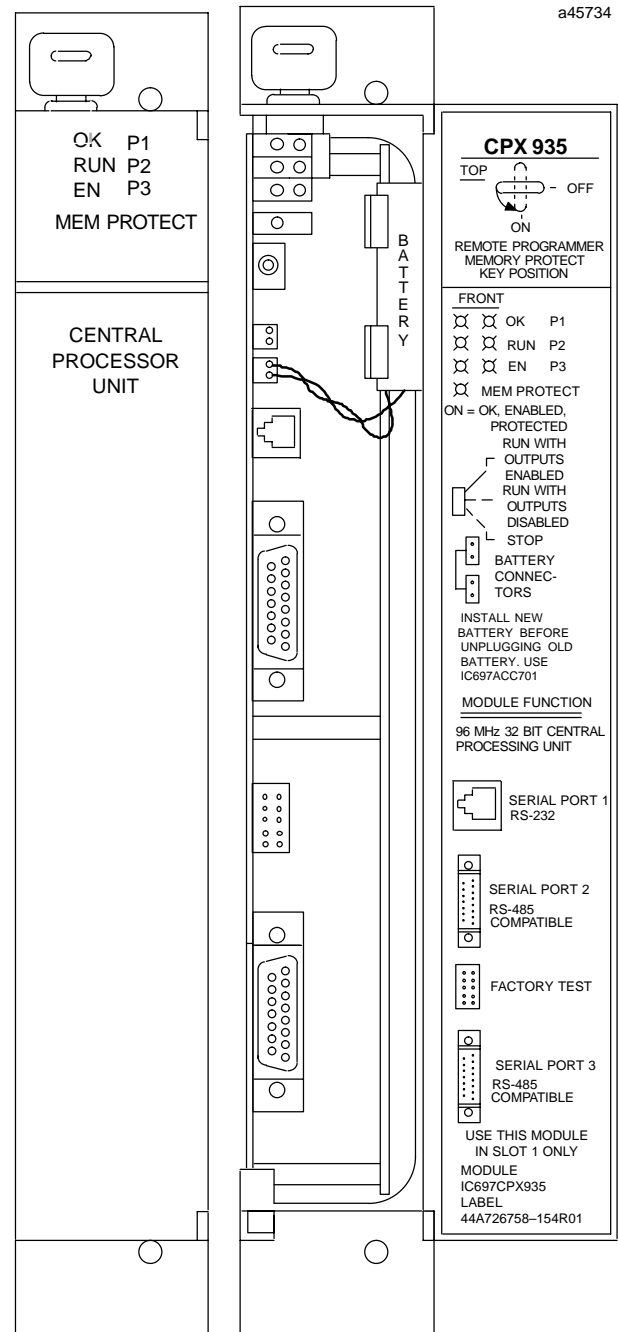 a45734
OK P1
RUN P2
EN P3
MEM PROTECT
CENTRAL
PROCESSOR
UNIT
BATTERY
CPX 935
TOP
OFF
ON
REMOTE PROGRAMMER
MEMORY PROTECT
KEY POSITION
FRONT
OK P1
RUN P2
EN P3
MEM PROTECT
ON = OK, ENABLED,
PROTECTED
RUN WITH
OUTPUTS
ENABLED
RUN WITH
OUTPUTS
DISABLED
STOP
BATTERY
CONNEC-
TORS
INSTALL NEW
BATTERY BEFORE
UNPLUGGING OLD
BATTERY. USE
IC697ACC701
MODULE FUNCTION
96 MHz 32 BIT CENTRAL
PROCESSING UNIT
SERIAL PORT 1
RS-232
SERIAL PORT 2
RS-485
COMPATIBLE
FACTORY TEST
SERIAL PORT 3
RS-485
COMPATIBLE
USE THIS MODULE
IN SLOT 1 ONLY
MODULE
IC697CPX935
LABEL
44A726758–154R01